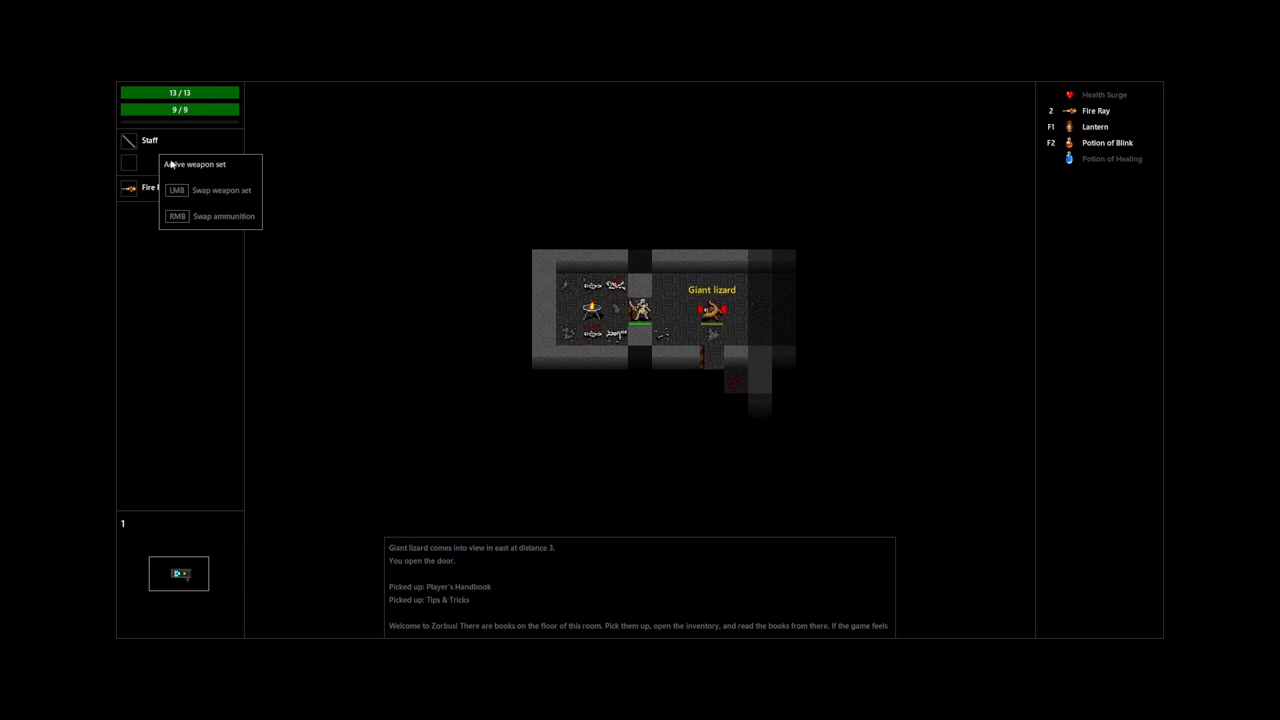 13 / 13
9 / 9
Staff
Active weapon set
LMB Swap weapon set
Fire
RMB Swap ammunition
Health Surge
2 Fire Ray
F1 Lantern
F2 Potion of Blink
Potion of Healing
Giant lizard
1
Giant lizard comes into view in east at distance 3.
You open the door.
Picked up: Player's Handbook
Picked up: Tips & Tricks
Welcome to Zorbus! There are books on the floor of this room. Pick them up, open the inventory, and read the books from there. If the game feels